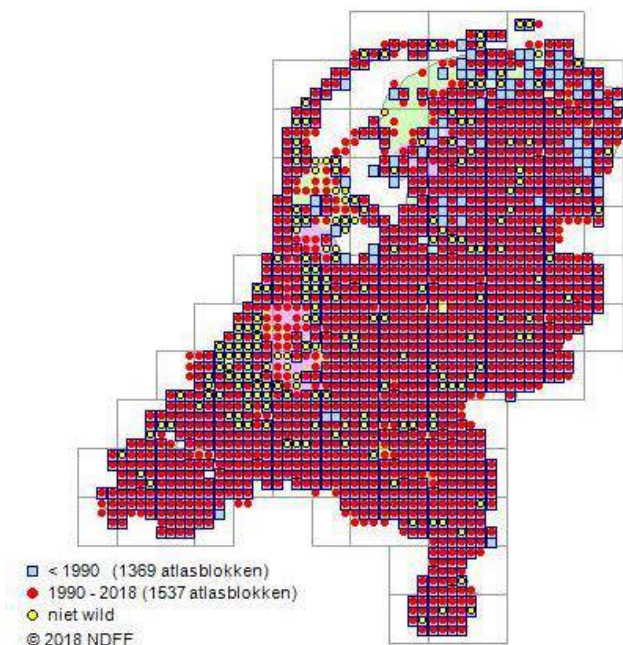 < 1990 (1369 atlasblokken)
1990 - 2018 (1537 atlasblokken)
niet wild
© 2018 NDFF